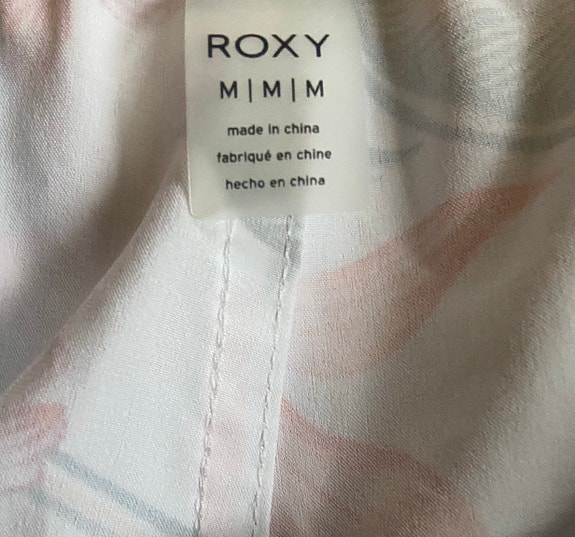 ROXY
M | M | M
made in china
fabriqué en chine
hecho en china